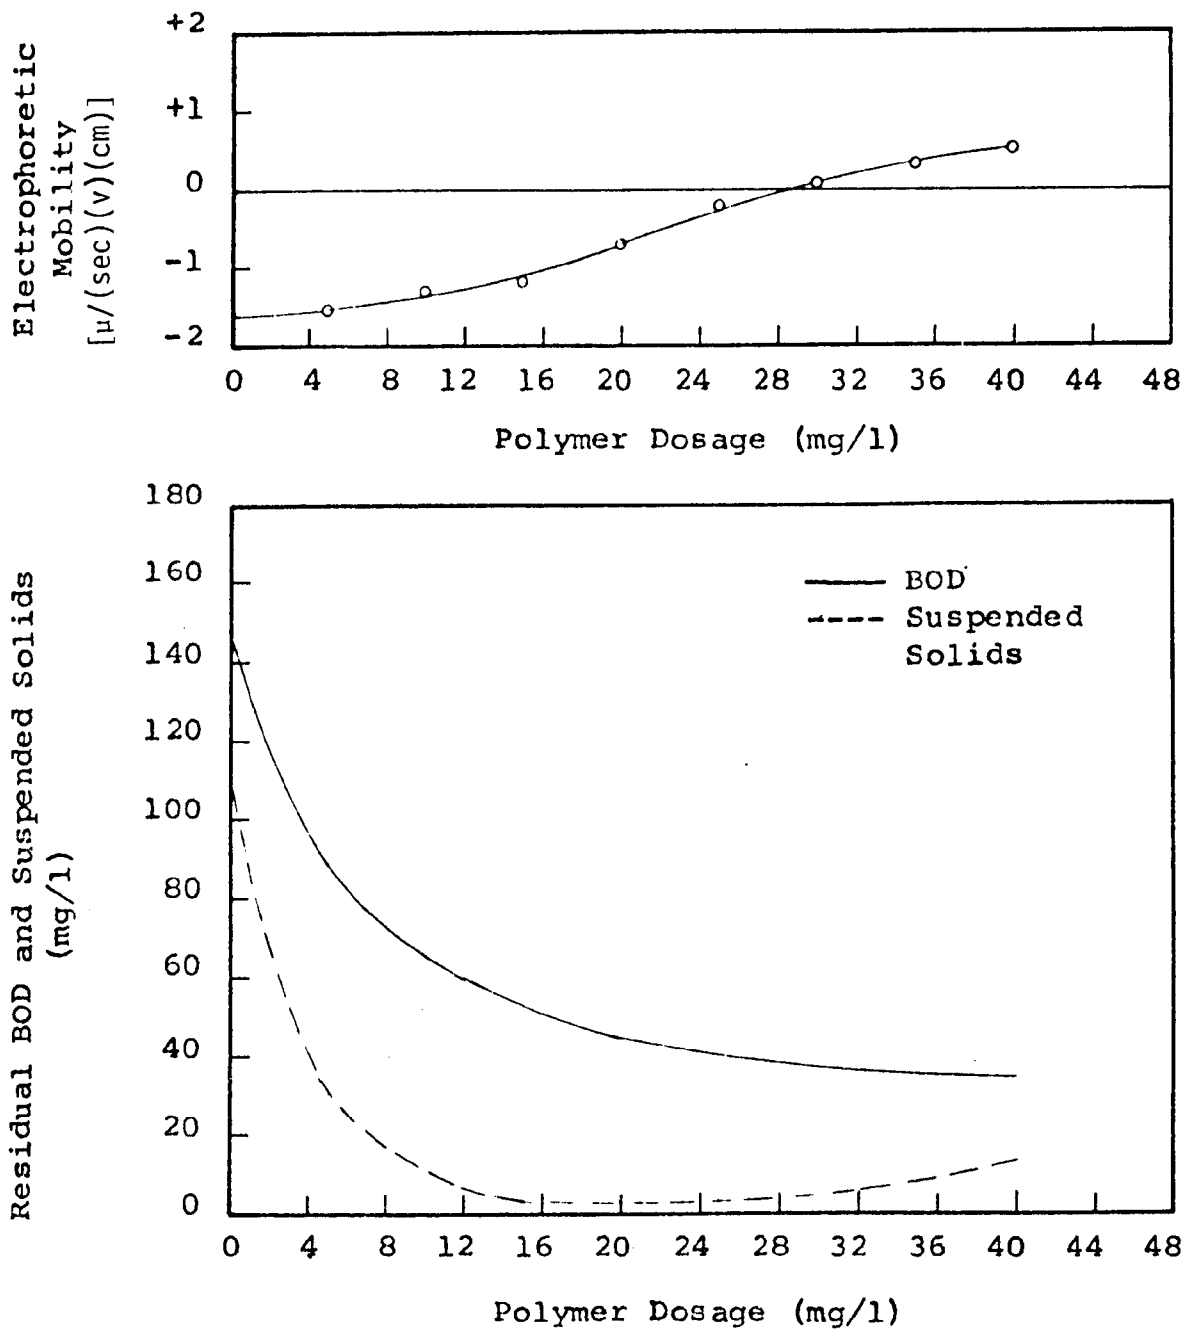 Electrophoretic
Mobility
[µ/(sec)(v)(cm)]
+2
+1
0
-1
-2
0 4 8 12 16 20 24 28 32 36 40 44 48
Polymer Dosage (mg/l)
Residual BOD and Suspended Solids
(mg/l)
180
160
140
120
100
80
60
40
20
0
BOD
Suspended
Solids
0 4 8 12 16 20 24 28 32 36 40 44 48
Polymer Dosage (mg/l)